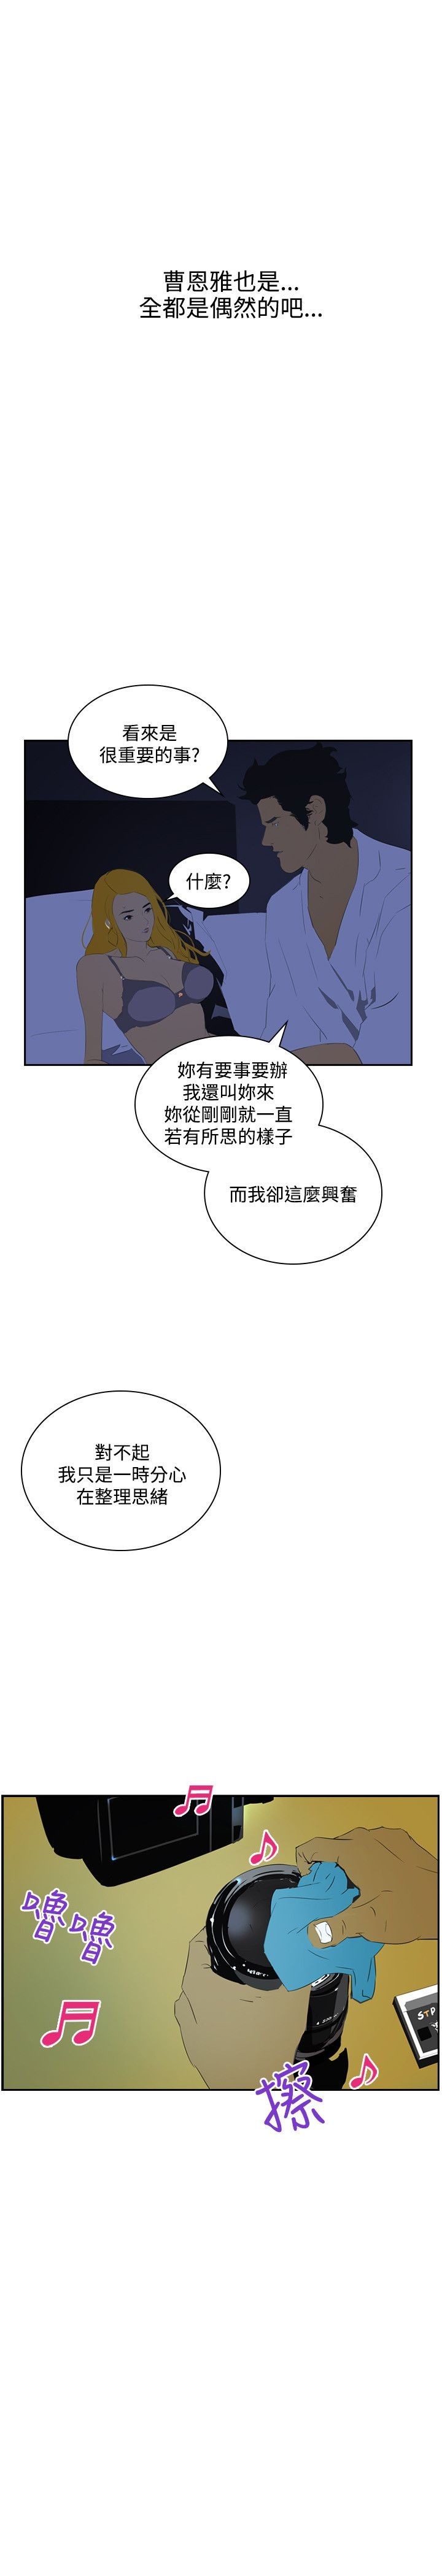 曹恩雅也是...
全都是偶然的吧...
看來是
很重要的事?
什麼?
妳有要事要辦
我還叫妳來
妳從剛剛就一直
若有所思的樣子
而我卻這麼興奮
對不起
我只是一時分心
在整理思緒
嚕嚕
擦
STP